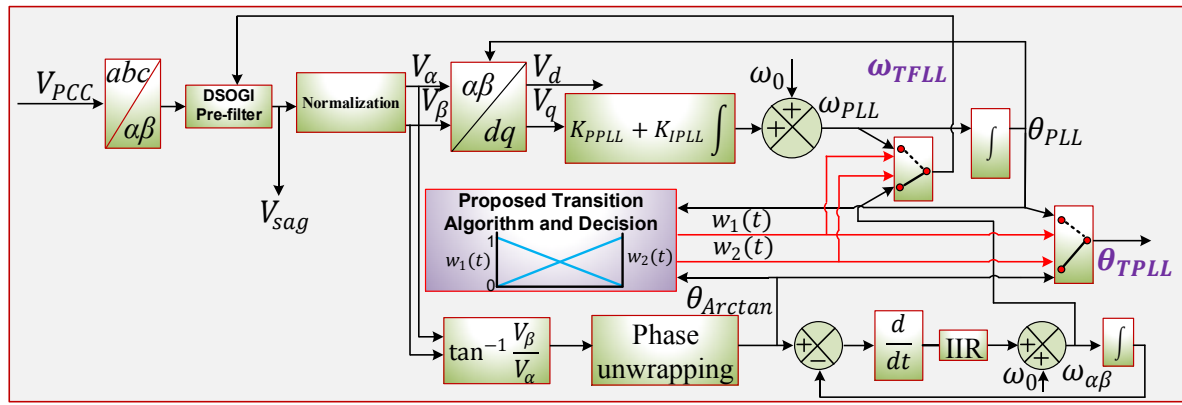 V_PCC
abc
αβ
DSOGI
Pre-filter
V_sag
Normalization
V_α
V_β
αβ
dq
V_d
V_q
K_PPLL + K_IPLL ∫
ω_0
+
+
ω_PLL
ω_TFLL
∫
θ_PLL
Proposed Transition
Algorithm and Decision
1
w_1(t)
0
w_2(t)
w_1(t)
w_2(t)
θ_TPLL
θ_Arctan
tan^-1 V_β/V_α
Phase
unwrapping
+
−
d/dt
IIR
+
+
ω_0
ω_αβ
∫